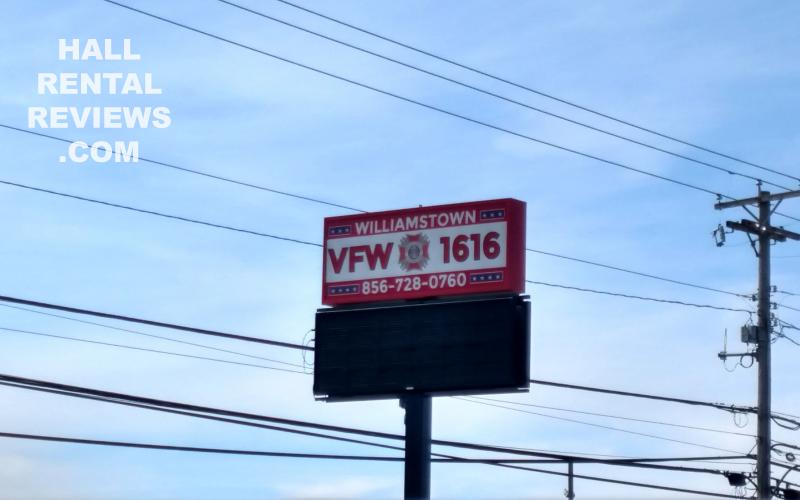 HALL
RENTAL
REVIEWS
.COM
WILLIAMSTOWN
VFW 1616
856-728-0760